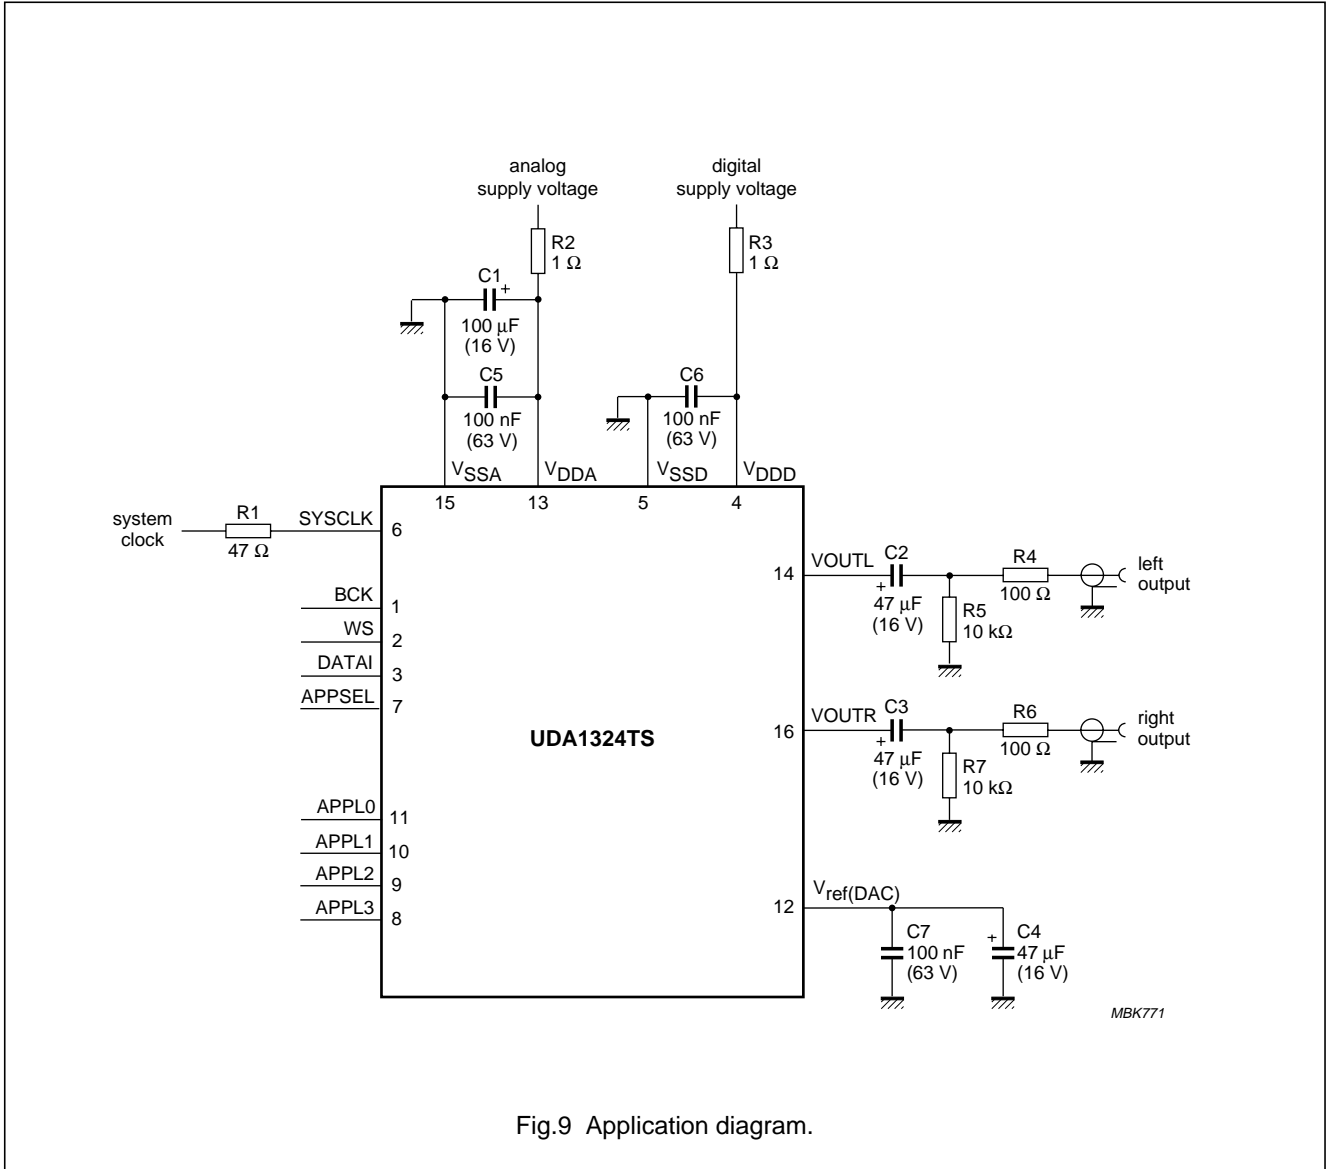 analog
supply voltage
digital
supply voltage
R2
1 Ω
R3
1 Ω
C1
+
100 μF
(16 V)
C5
100 nF
(63 V)
C6
100 nF
(63 V)
VSSA
VDDA
VSSD
VDDD
15
13
5
4
system
clock
R1
47 Ω
SYSCLK
6
BCK
1
WS
2
DATAI
3
APPSEL
7
APPL0
11
APPL1
10
APPL2
9
APPL3
8
UDA1324TS
14
VOUTL
C2
+
47 μF
(16 V)
R4
100 Ω
R5
10 kΩ
left
output
16
VOUTR
C3
+
47 μF
(16 V)
R6
100 Ω
R7
10 kΩ
right
output
12
Vref(DAC)
C7
100 nF
(63 V)
+
C4
47 μF
(16 V)
MBK771
Fig.9 Application diagram.